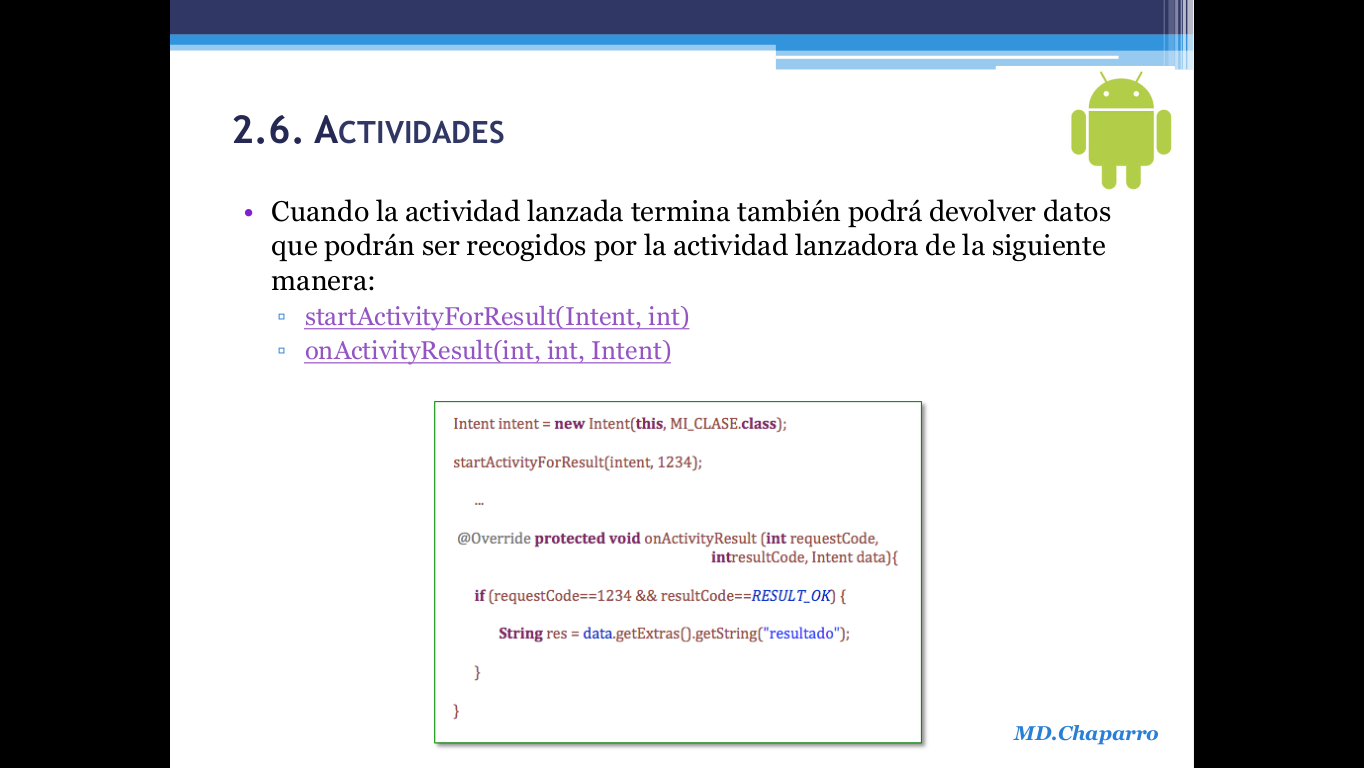 2.6. ACTIVIDADES
• Cuando la actividad lanzada termina también podrá devolver datos
que podrán ser recogidos por la actividad lanzadora de la siguiente
manera:
▫ startActivityForResult(Intent, int)
▫ onActivityResult(int, int, Intent)
Intent intent = new Intent(this, MI_CLASE.class);
startActivityForResult(intent, 1234);
...
@Override protected void onActivityResult (int requestCode,
intresultCode, Intent data){
if (requestCode==1234 && resultCode==RESULT_OK) {
String res = data.getExtras().getString("resultado");
}
}
MD.Chaparro